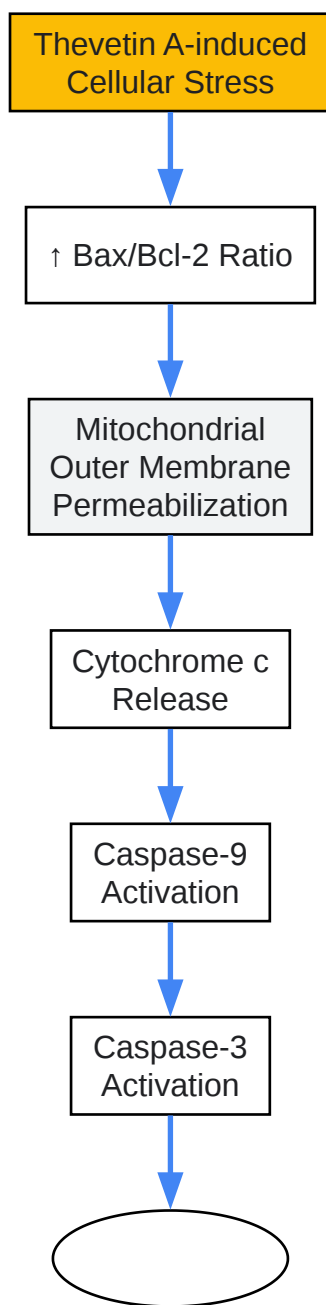 Thevetin A-induced
Cellular Stress
↑ Bax/Bcl-2 Ratio
Mitochondrial
Outer Membrane
Permeabilization
Cytochrome c
Release
Caspase-9
Activation
Caspase-3
Activation